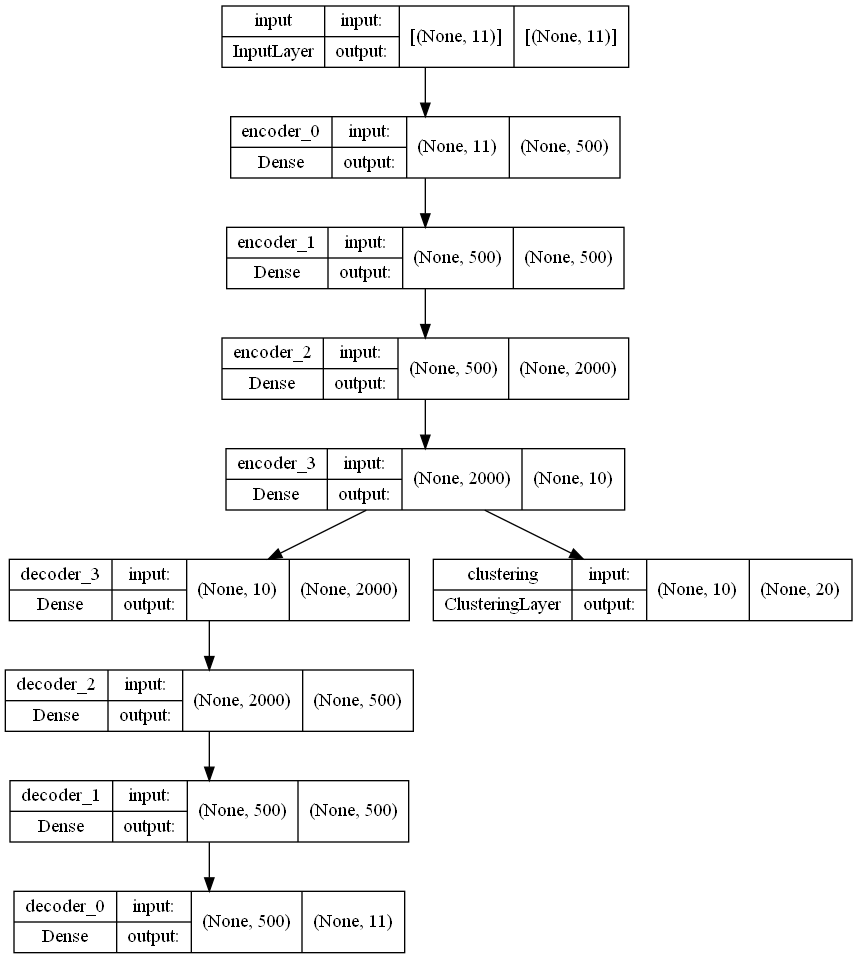 input input: [(None, 11)] [(None, 11)]
InputLayer output:
encoder_0 input: (None, 11) (None, 500)
Dense output:
encoder_1 input: (None, 500) (None, 500)
Dense output:
encoder_2 input: (None, 500) (None, 2000)
Dense output:
encoder_3 input: (None, 2000) (None, 10)
Dense output:
decoder_3 input: (None, 10) (None, 2000)
Dense output:
clustering input: (None, 10) (None, 20)
ClusteringLayer output:
decoder_2 input: (None, 2000) (None, 500)
Dense output:
decoder_1 input: (None, 500) (None, 500)
Dense output:
decoder_0 input: (None, 500) (None, 11)
Dense output: